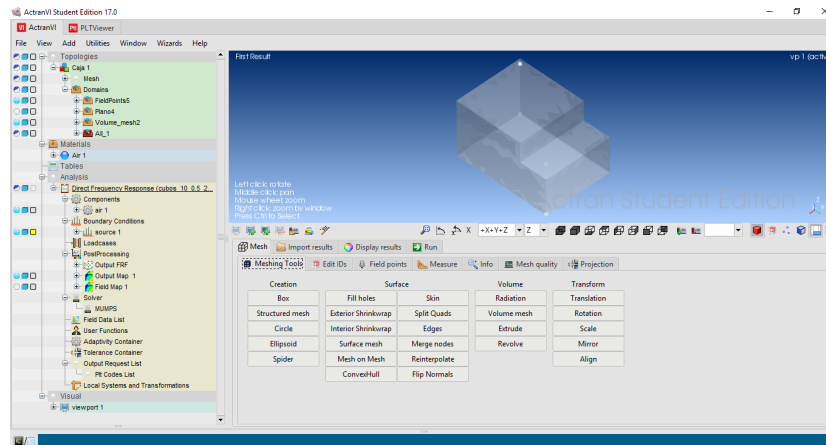 ActranVI Student Edition 17.0
VI ActranVI Plt PLTViewer
File View Add Utilities Window Wizards Help
Topologies
Caja 1
Mesh
Domains
FieldPoints5
Plano4
Volume_mesh2
All_1
Materials
Air 1
Tables
Analysis
Direct Frequency Response (cubos_10_0.5_2...
Components
air 1
Boundary Conditions
source 1
Loadcases
PostProcessing
Output FRF
Output Map 1
Field Map 1
Solver
MUMPS
Field Data List
User Functions
Adaptivity Container
Tolerance Container
Output Request List
Plt Codes List
Local Systems and Transformations
Visual
viewport 1
First Result
vp 1 (activ
Left click: rotate
Middle click: pan
Mouse wheel: zoom
Right click: zoom by window
Press Ctrl to Select
Actran Student Edition
Z
Y
X +X+Y+Z Z
Mesh Import results Display results Run
Meshing Tools Edit IDs Field points Measure Info Mesh quality Projection
Creation Surface Volume Transform
Box Fill holes Skin Radiation Translation
Structured mesh Exterior Shrinkwrap Split Quads Volume mesh Rotation
Circle Interior Shrinkwrap Edges Extrude Scale
Ellipsoid Surface mesh Merge nodes Revolve Mirror
Spider Mesh on Mesh Reinterpolate Align
ConvexHull Flip Normals